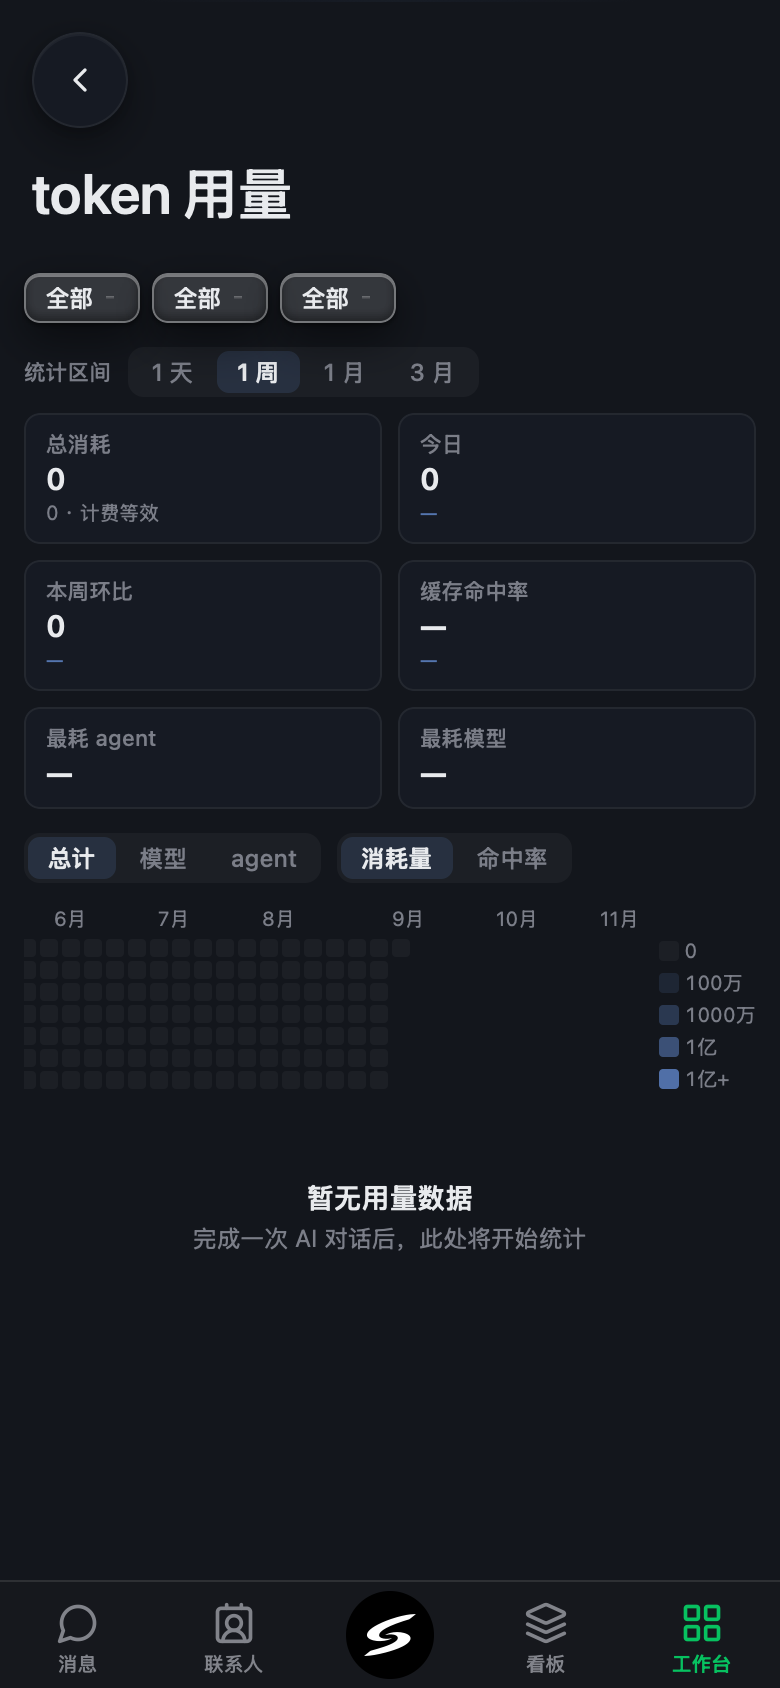 token 用量
全部 - 全部 - 全部 -
统计区间 1 天 1 周 1 月 3 月
总消耗 今日
0 0
0 · 计费等效 —
本周环比 缓存命中率
0 —
— —
最耗 agent 最耗模型
— —
总计 模型 agent 消耗量 命中率
6月 7月 8月 9月 10月 11月
0
100万
1000万
1亿
1亿+
暂无用量数据
完成一次 AI 对话后，此处将开始统计
消息 联系人 看板 工作台